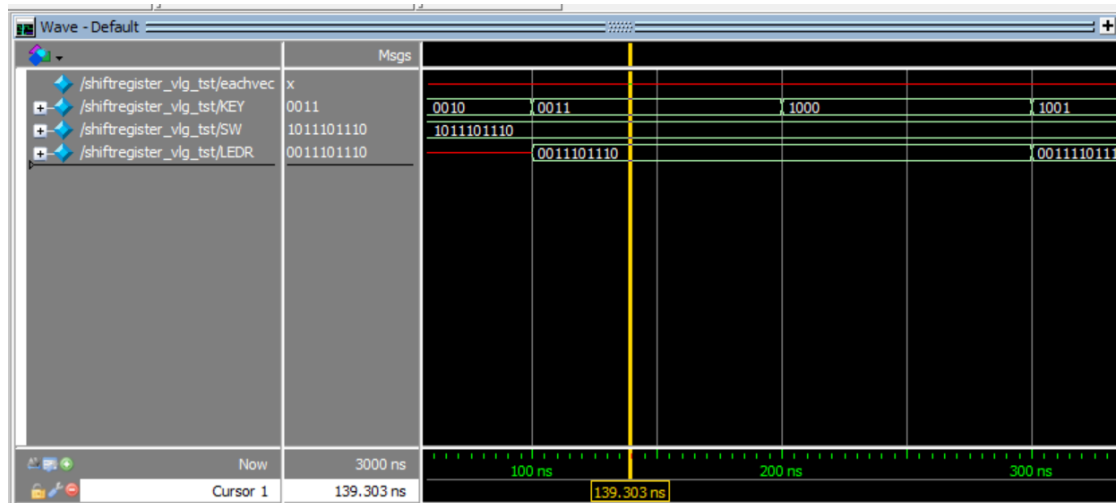 Wave - Default
Msgs
/shiftregister_vlg_tst/eachvec x
/shiftregister_vlg_tst/KEY 0011 0010 0011 1000 1001
/shiftregister_vlg_tst/SW 1011101110 1011101110
/shiftregister_vlg_tst/LEDR 0011101110 0011101110 001110111
Now 3000 ns 100 ns 200 ns 300 ns
Cursor 1 139.303 ns 139.303 ns